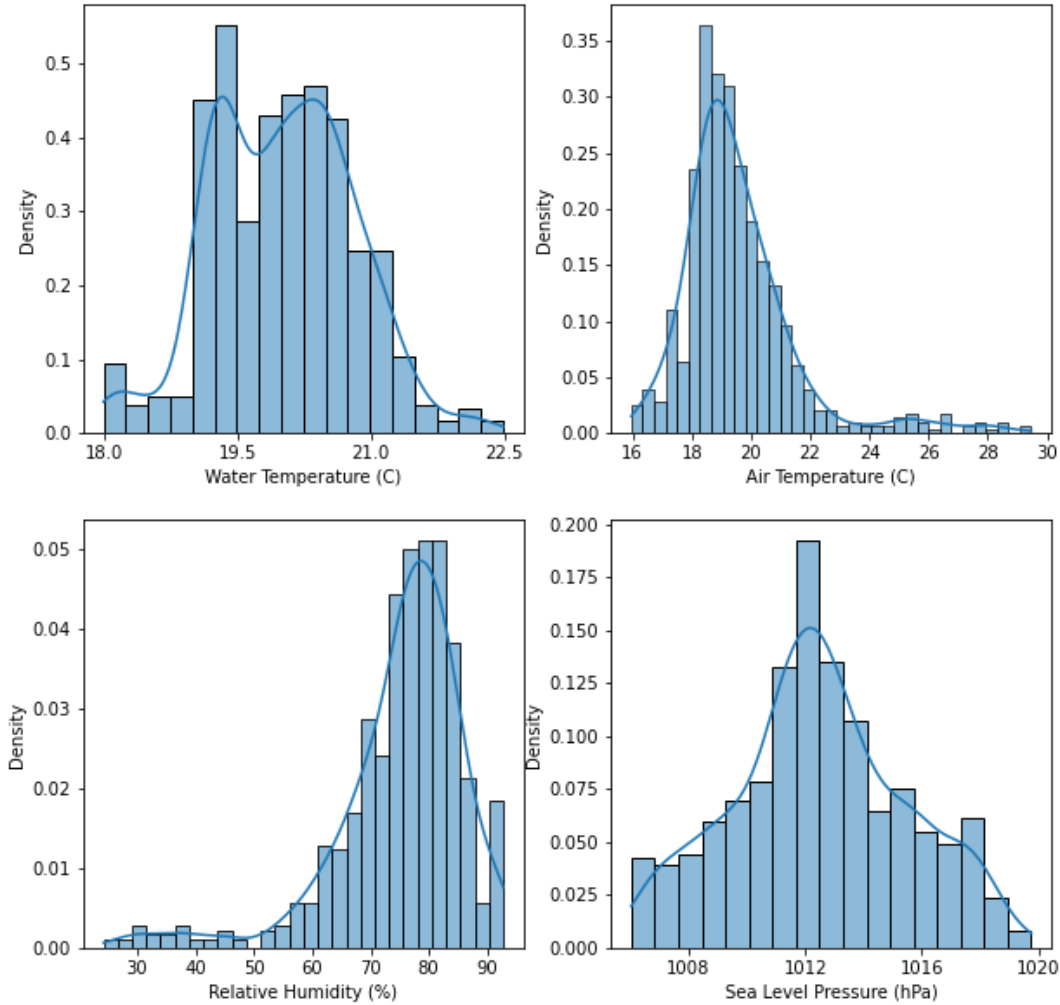 Density
0.5
0.4
0.3
0.2
0.1
0.0
18.0 19.5 21.0 22.5
Water Temperature (C)
Density
0.35
0.30
0.25
0.20
0.15
0.10
0.05
0.00
16 18 20 22 24 26 28 30
Air Temperature (C)
Density
0.05
0.04
0.03
0.02
0.01
0.00
30 40 50 60 70 80 90
Relative Humidity (%)
Density
0.200
0.175
0.150
0.125
0.100
0.075
0.050
0.025
0.000
1008 1012 1016 1020
Sea Level Pressure (hPa)